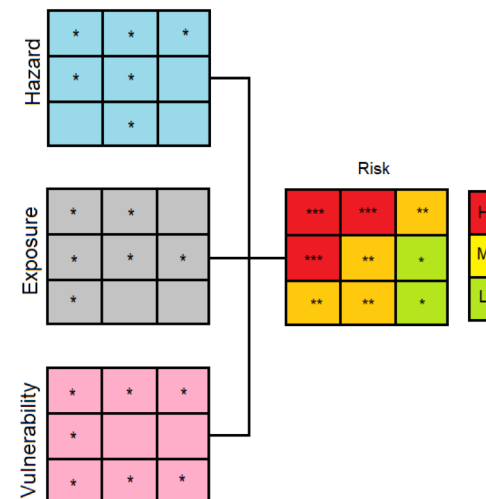 Hazard
* * *
* *
*
Exposure
* *
* * *
*
Vulnerability
* * *
*
* * *
Risk
*** *** **
*** ** *
** ** *
H
M
L